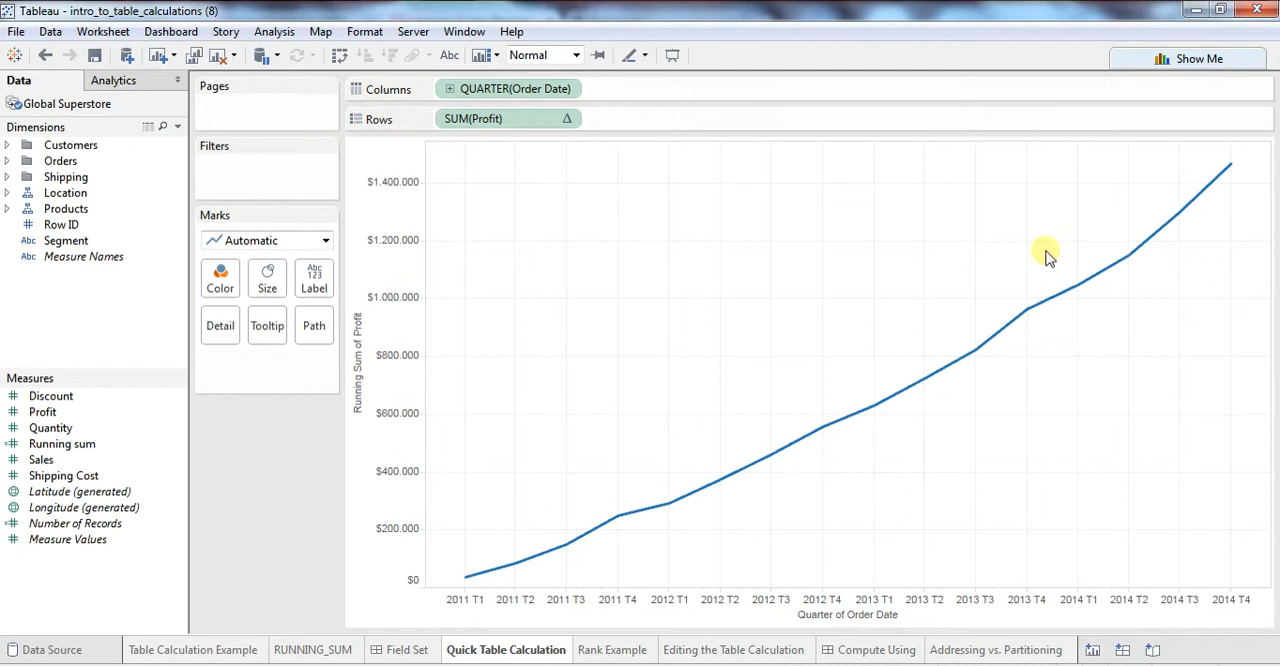 Tableau - intro_to_table_calculations (8)
File Data Worksheet Dashboard Story Analysis Map Format Server Window Help
Abc Normal Show Me
Data Analytics
Global Superstore
Dimensions
Customers
Orders
Shipping
Location
Products
Row ID
Abc Segment
Abc Measure Names
Measures
Discount
Profit
Quantity
Running sum
Sales
Shipping Cost
Latitude (generated)
Longitude (generated)
Number of Records
Measure Values
Pages
Filters
Marks
Automatic
Color Size Abc 123 Label
Detail Tooltip Path
Columns QUARTER(Order Date)
Rows SUM(Profit) Δ
Running Sum of Profit
$1.400.000
$1.200.000
$1.000.000
$800.000
$600.000
$400.000
$200.000
$0
2011 T1 2011 T2 2011 T3 2011 T4 2012 T1 2012 T2 2012 T3 2012 T4 2013 T1 2013 T2 2013 T3 2013 T4 2014 T1 2014 T2 2014 T3 2014 T4
Quarter of Order Date
Data Source Table Calculation Example RUNNING_SUM Field Set Quick Table Calculation Rank Example Editing the Table Calculation Compute Using Addressing vs. Partitioning